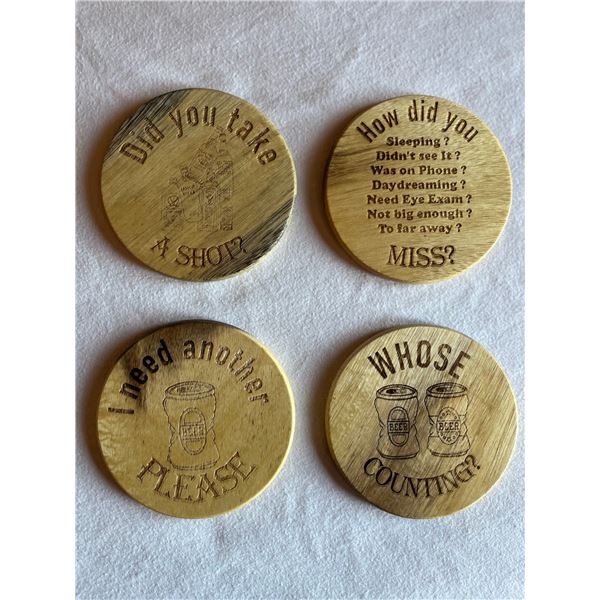 Did you take
A SHOT?
How did you
Sleeping?
Didn't see It?
Was on Phone?
Daydreaming?
Need Eye Exam?
Not big enough?
To far away?
MISS?
I need another
BEER
PLEASE
WHOSE
BEER
BEER
COUNTING?